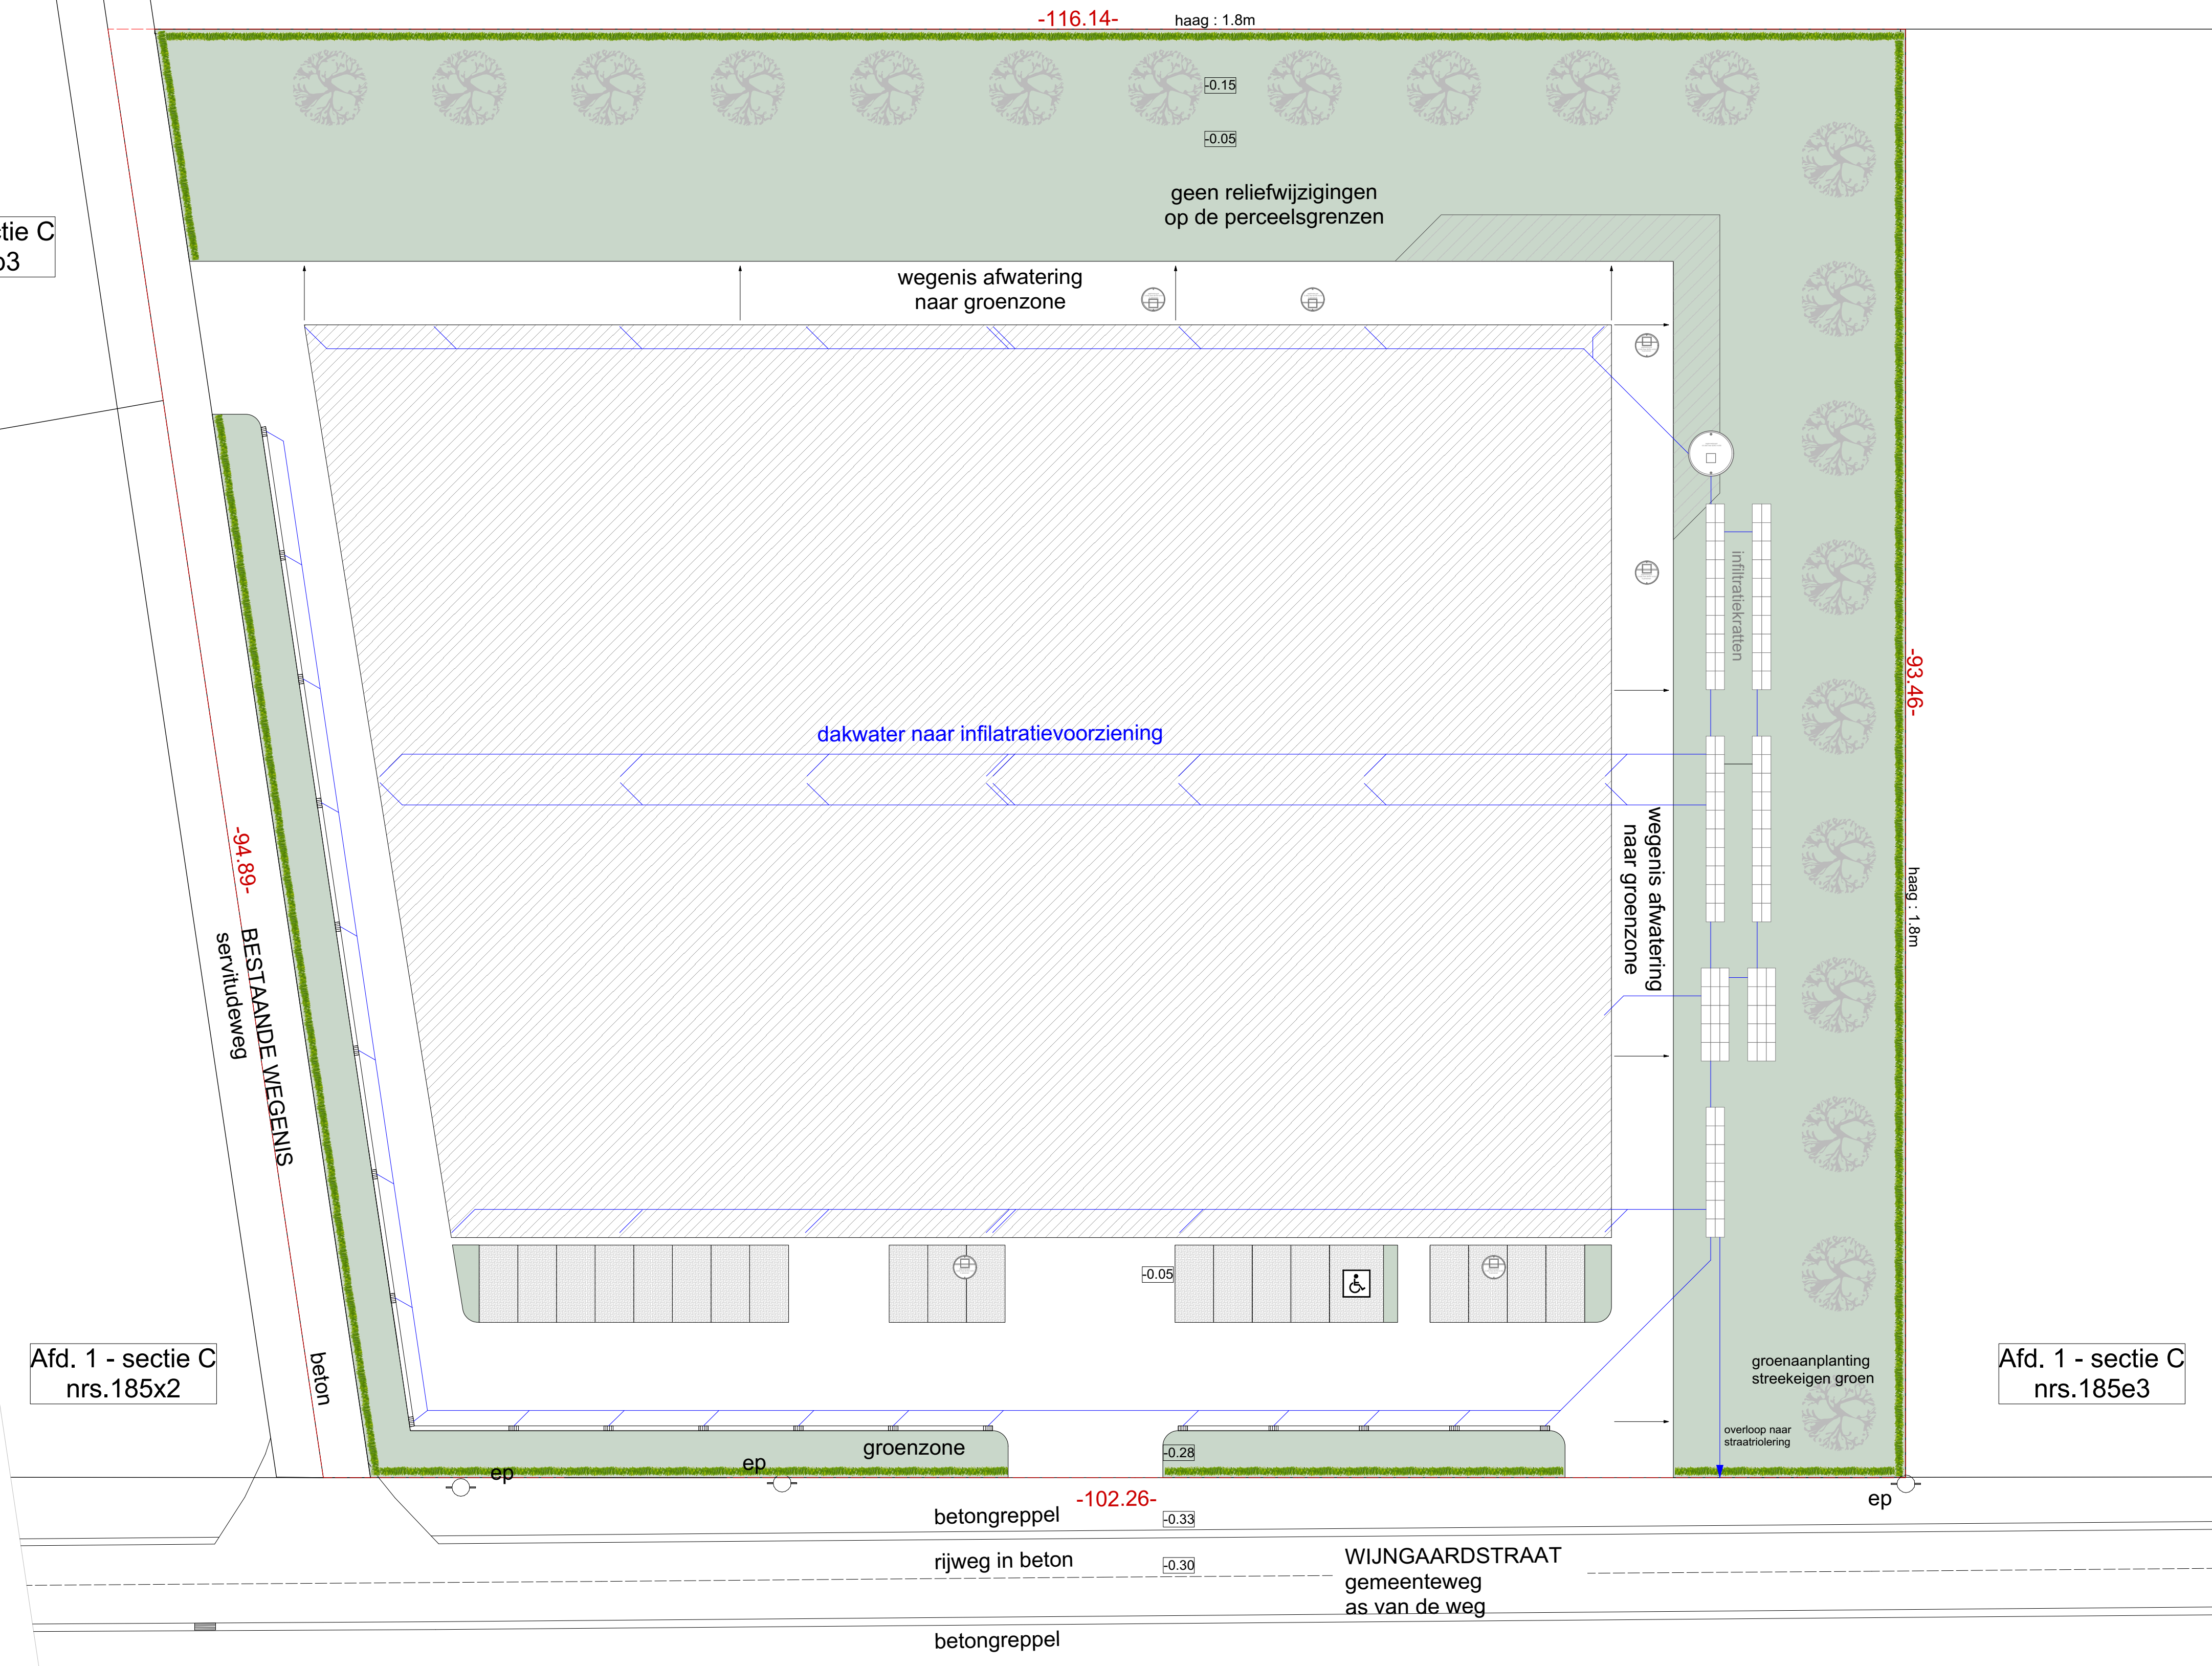 -116.14-
haag : 1.8m
-0.15
-0.05
geen reliefwijzigingen
op de perceelsgrenzen
tie C
3
wegenis afwatering
naar groenzone
infiltratiekratten
-93.46-
dakwater naar infilatratievoorziening
wegenis afwatering
naar groenzone
haag : 1.8m
-94.89-
BESTAANDE WEGENIS
servitudeweg
beton
-0.05
Afd. 1 - sectie C
nrs.185x2
groenaanplanting
streekeigen groen
Afd. 1 - sectie C
nrs.185e3
overloop naar
straatriolering
groenzone
-0.28
ep
ep
ep
-102.26-
betongreppel
-0.33
rijweg in beton
-0.30
WIJNGAARDSTRAAT
gemeenteweg
as van de weg
betongreppel